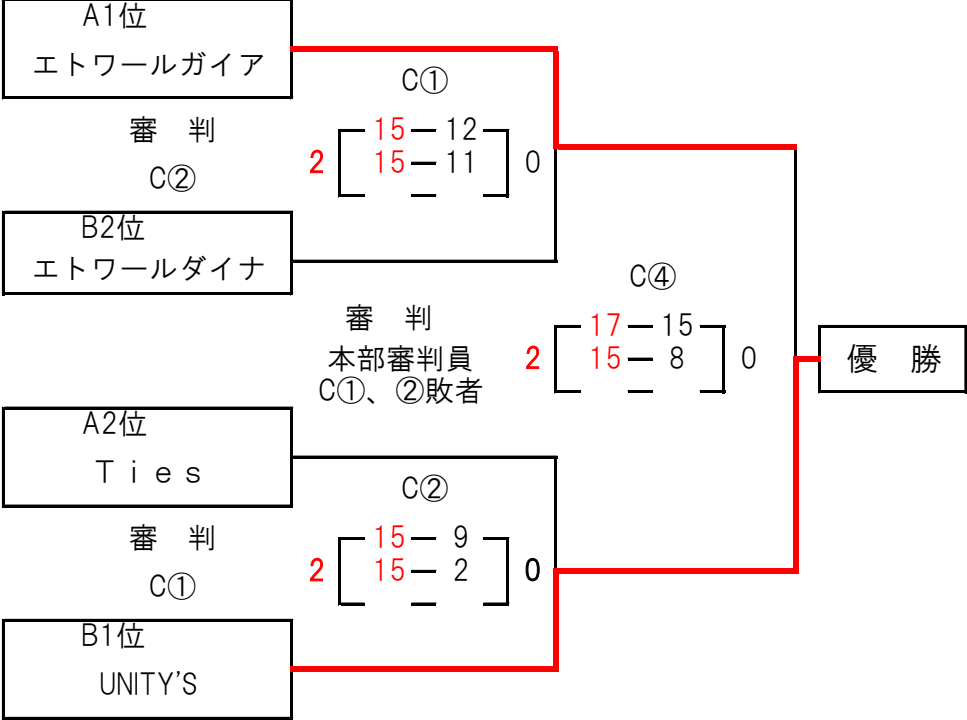 A1位
エトワールガイア
C①
審　判
C②
2 15 ― 12 0
15 ― 11
―
B2位
エトワールダイナ
C④
審　判
本部審判員
C①、②敗者
2 17 ― 15 0
15 ― 8
―
優　勝
A2位
Ｔｉｅｓ
C②
審　判
C①
2 15 ― 9 0
15 ― 2
―
B1位
UNITY'S